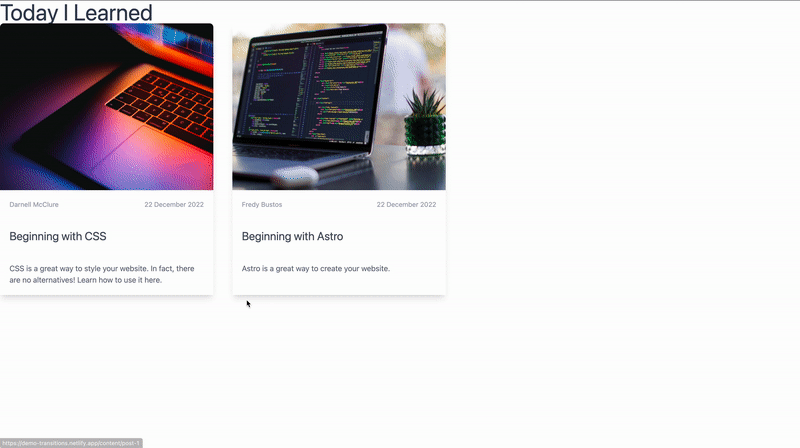 Today I Learned
Darnell McClure 22 December 2022
Beginning with CSS
CSS is a great way to style your website. In fact, there
are no alternatives! Learn how to use it here.
Fredy Bustos 22 December 2022
Beginning with Astro
Astro is a great way to create your website.
https://demo-transitions.netlify.app/content/post-1